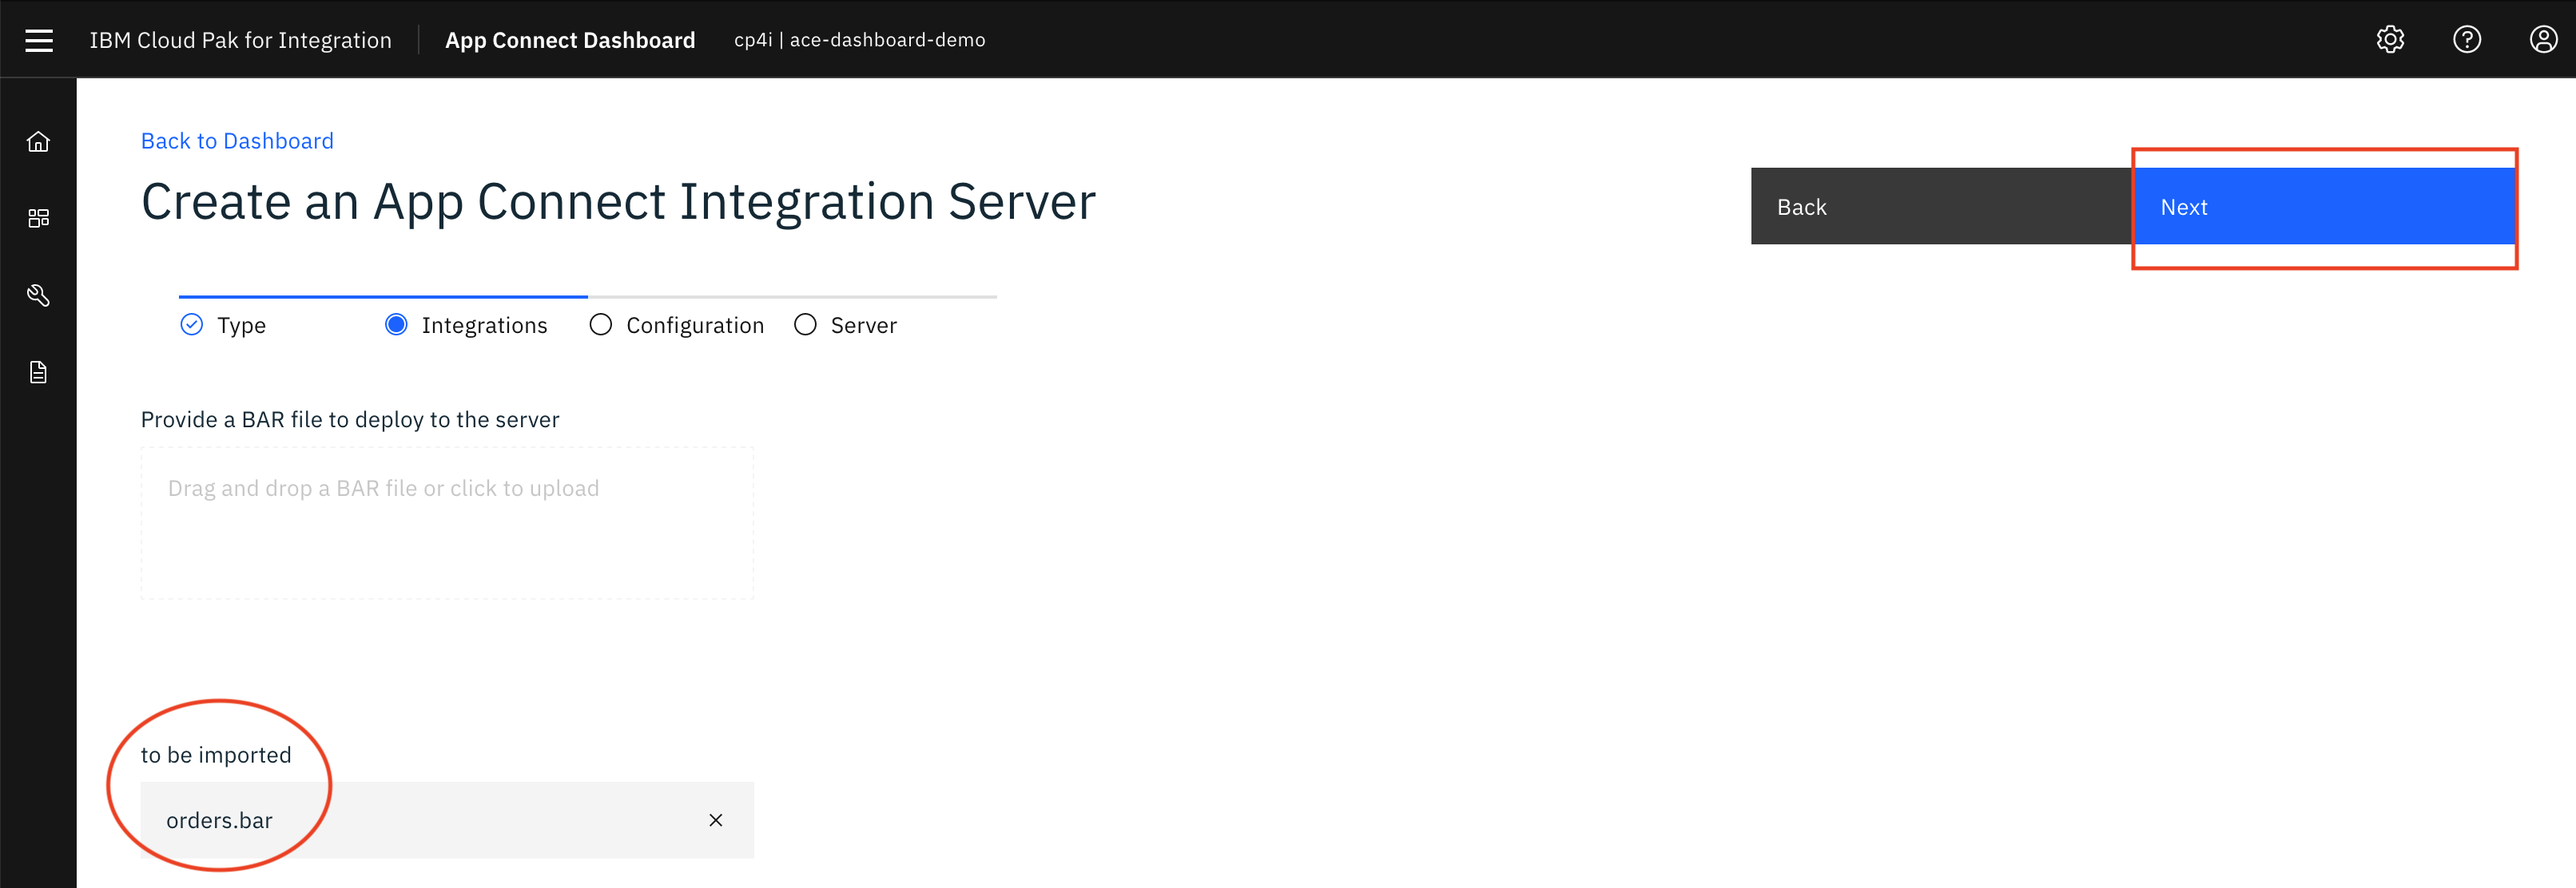 IBM Cloud Pak for Integration App Connect Dashboard cp4i | ace-dashboard-demo
Back to Dashboard
Create an App Connect Integration Server
Back Next
Type Integrations Configuration Server
Provide a BAR file to deploy to the server
Drag and drop a BAR file or click to upload
to be imported
orders.bar